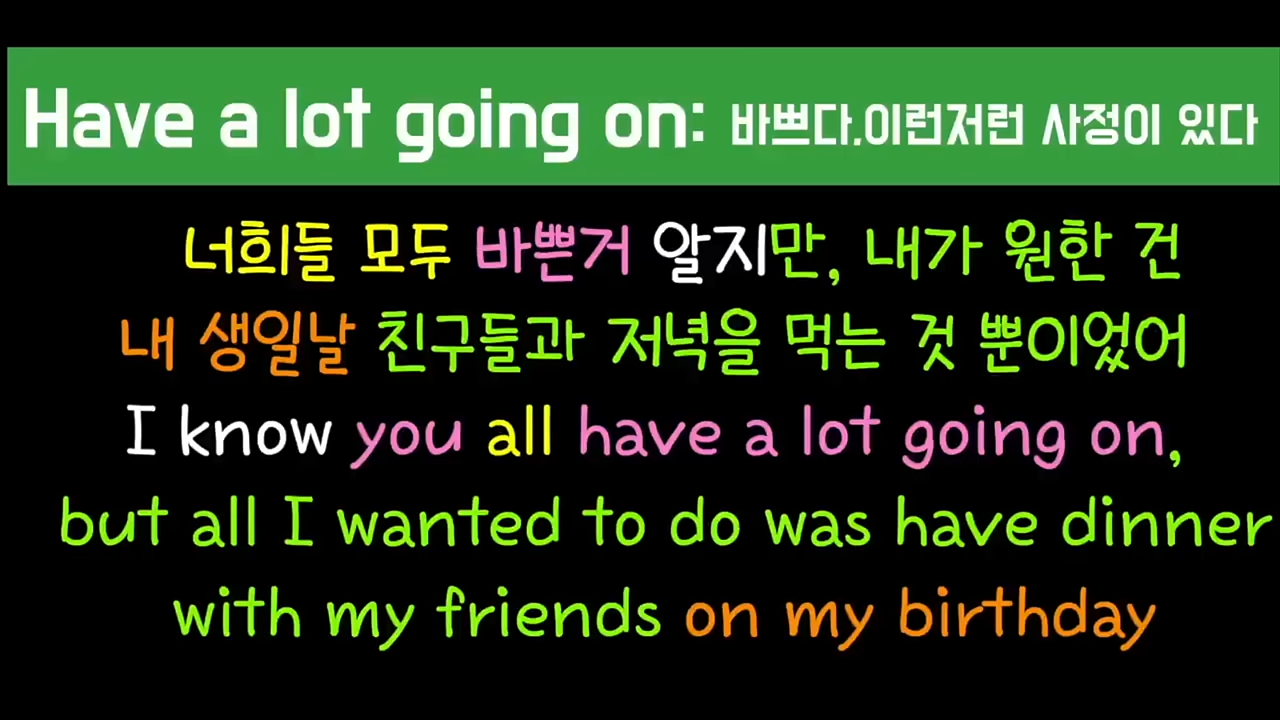 Have a lot going on: 바쁘다.이런저런 사정이 있다
너희들 모두 바쁜거 알지만, 내가 원한 건
내 생일날 친구들과 저녁을 먹는 것 뿐이었어
I know you all have a lot going on,
but all I wanted to do was have dinner
with my friends on my birthday